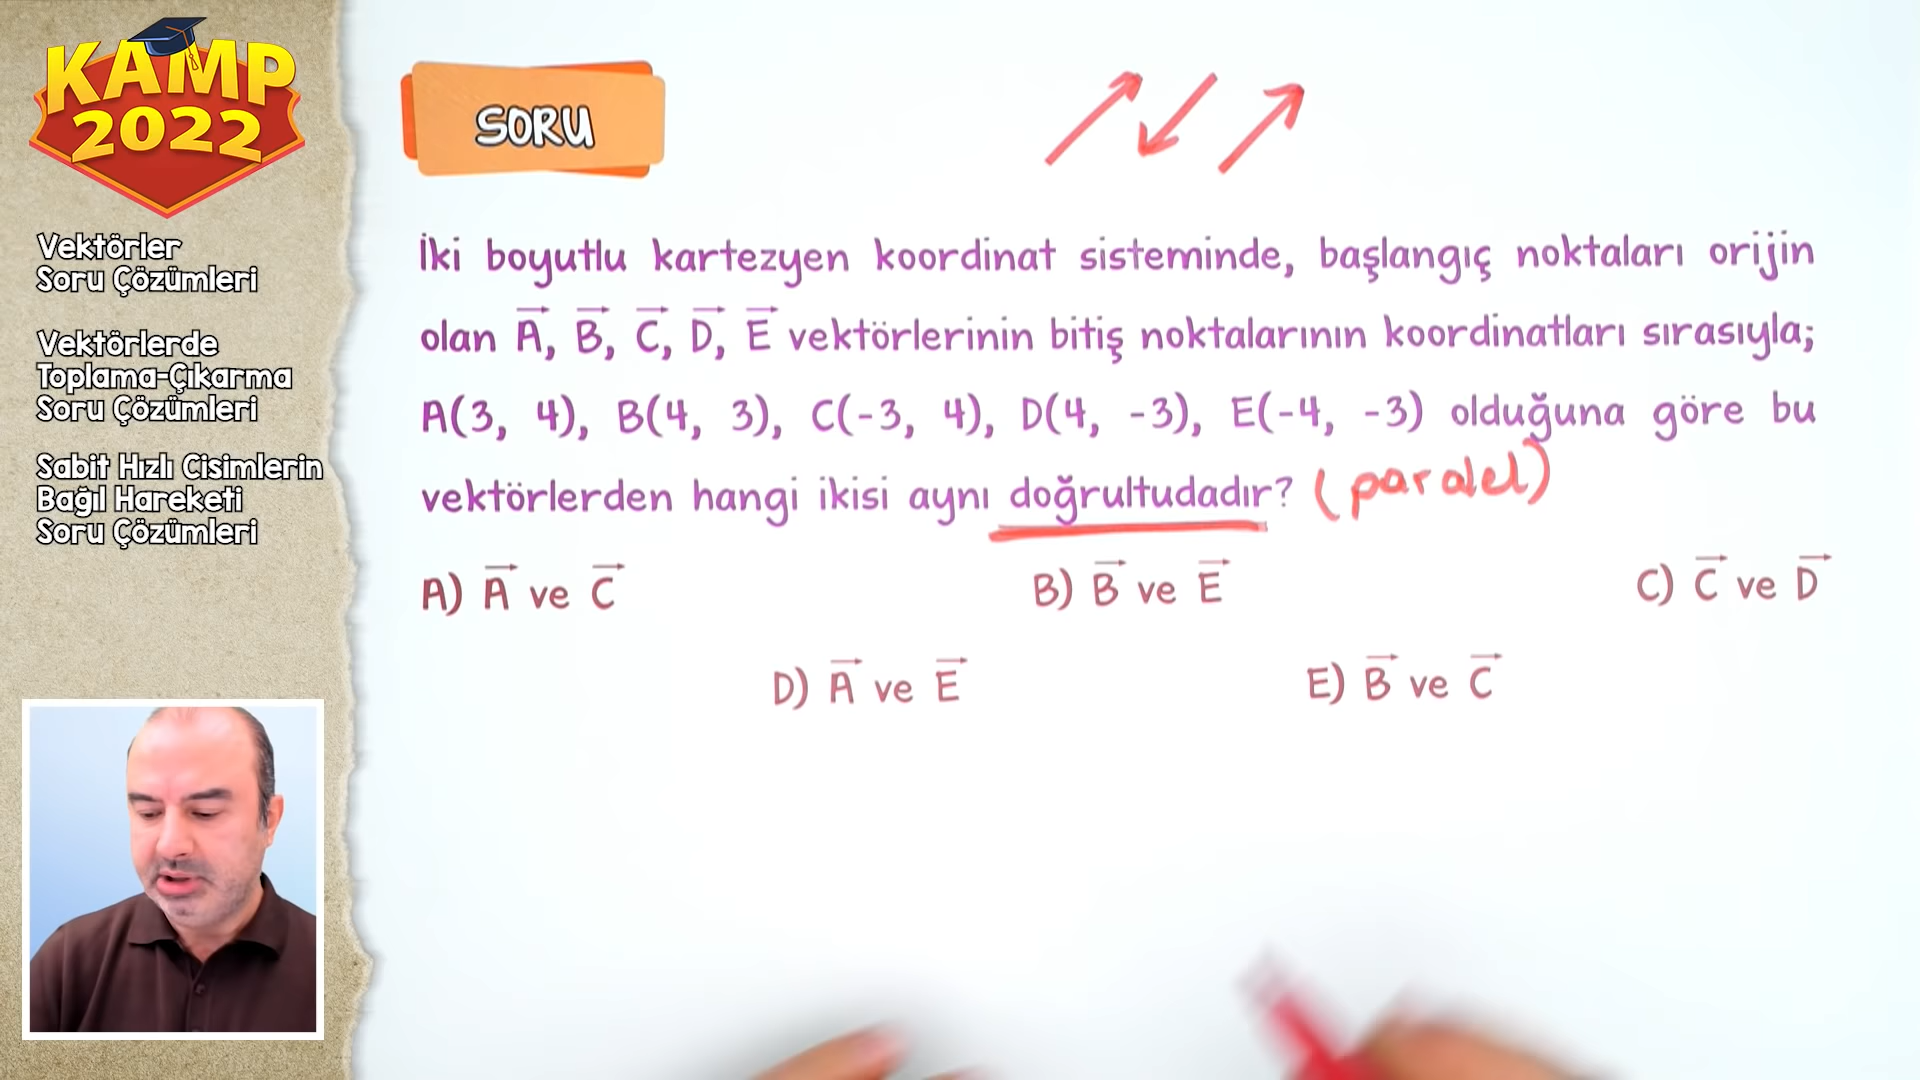 KAMP
2022
Vektörler
Soru Çözümleri
Vektörlerde
Toplama-Çıkarma
Soru Çözümleri
Sabit Hızlı Cisimlerin
Bağıl Hareketi
Soru Çözümleri
SORU
İki boyutlu kartezyen koordinat sisteminde, başlangıç noktaları orijin
olan A, B, C, D, E vektörlerinin bitiş noktalarının koordinatları sırasıyla;
A(3, 4), B(4, 3), C(-3, 4), D(4, -3), E(-4, -3) olduğuna göre bu
vektörlerden hangi ikisi aynı doğrultudadır? (paralel)
A) A ve C B) B ve E C) C ve D
D) A ve E E) B ve C